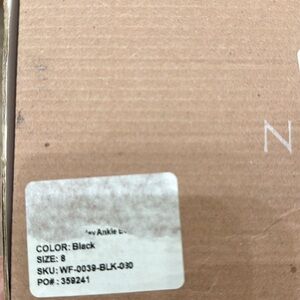 Ankle
COLOR: Black
SIZE: 8
SKU: WF-0039-BLK-080
PO#: 359241
N